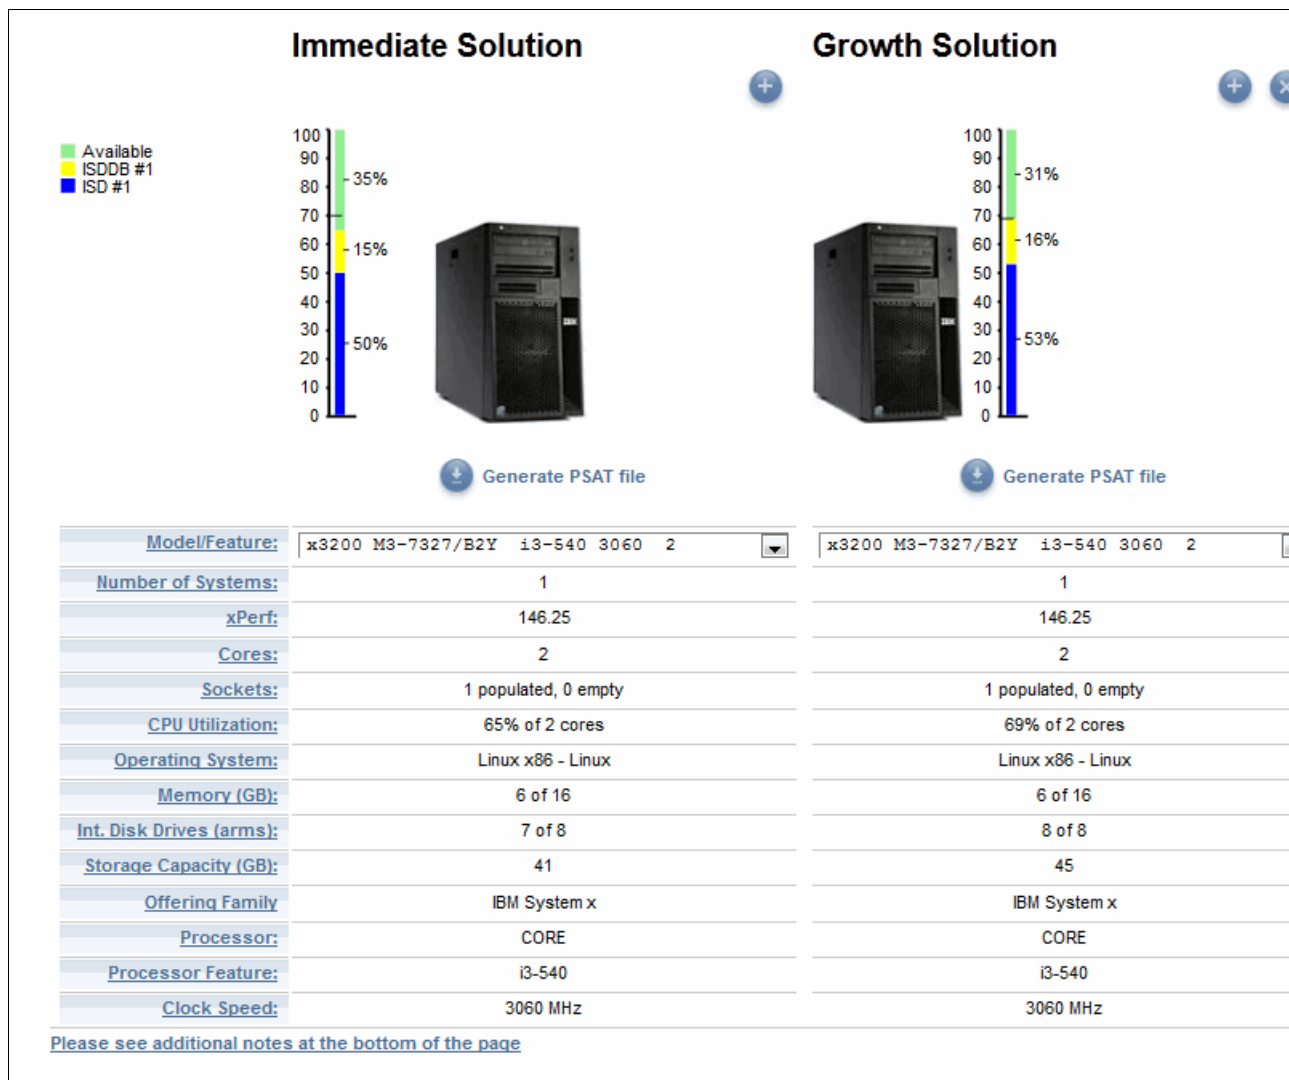 Immediate Solution
Growth Solution
Available
ISDDB #1
ISD #1
100
90
80
70
60
50
40
30
20
10
0
35%
15%
50%
IBM
100
90
80
70
60
50
40
30
20
10
0
31%
16%
53%
IBM
Generate PSAT file
Generate PSAT file
Model/Feature: x3200 M3-7327/B2Y i3-540 3060 2 x3200 M3-7327/B2Y i3-540 3060 2
Number of Systems: 1 1
xPerf: 146.25 146.25
Cores: 2 2
Sockets: 1 populated, 0 empty 1 populated, 0 empty
CPU Utilization: 65% of 2 cores 69% of 2 cores
Operating System: Linux x86 - Linux Linux x86 - Linux
Memory (GB): 6 of 16 6 of 16
Int. Disk Drives (arms): 7 of 8 8 of 8
Storage Capacity (GB): 41 45
Offering Family IBM System x IBM System x
Processor: CORE CORE
Processor Feature: i3-540 i3-540
Clock Speed: 3060 MHz 3060 MHz
Please see additional notes at the bottom of the page